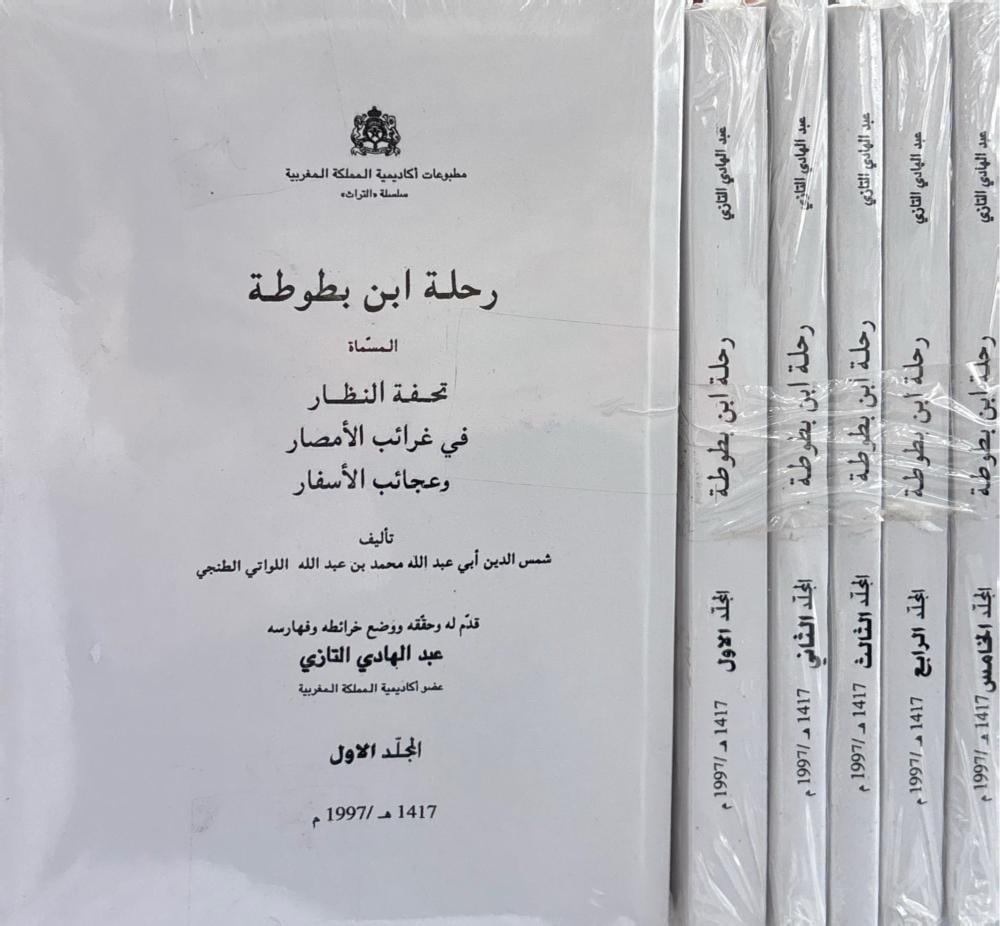 مطبوعات أكاديمية المملكة المغربية
سلسلة «التراث»
رحلة ابن بطوطة
المسمّاة
تحفة النظار
في غرائب الأمصار
وعجائب الأسفار
تأليف
شمس الدين أبي عبد الله محمد بن عبد الله اللواتي الطنجي
قدّم له وحقّقه ووضع خرائطه وفهارسه
عبد الهادي التازي
عضو أكاديمية المملكة المغربية
المجلّد الاول
1417 هـ /1997 م
عبد الهادي التازي
رحلة ابن بطوطة
المجلّد الاول
1417 هـ /1997 م
عبد الهادي التازي
رحلة ابن بطوطة
المجلّد الثاني
1417 هـ /1997 م
عبد الهادي التازي
رحلة ابن بطوطة
المجلّد الثالث
1417 هـ /1997 م
عبد الهادي التازي
رحلة ابن بطوطة
المجلّد الرابع
1417 هـ /1997 م
عبد الهادي التازي
رحلة ابن بطوطة
المجلّد الخامس
1417 هـ /1997 م